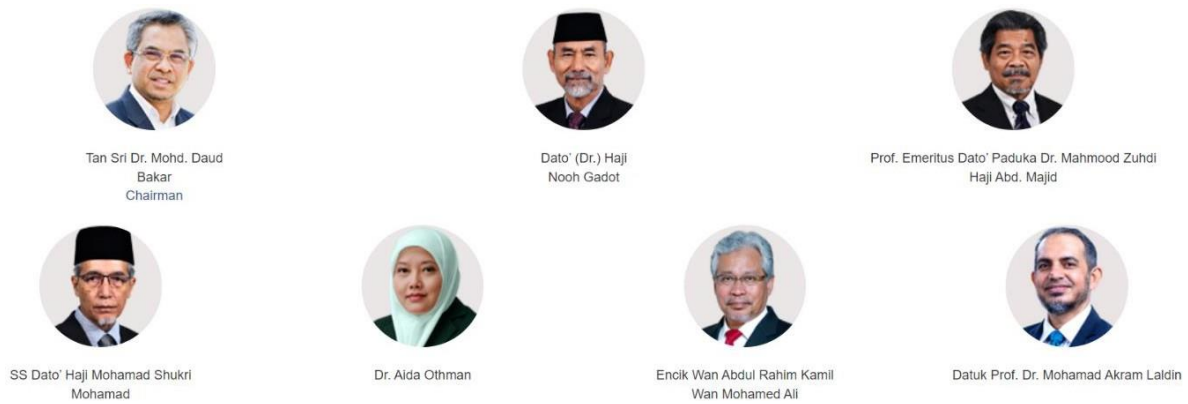 Tan Sri Dr. Mohd. Daud
Bakar
Chairman
Dato' (Dr.) Haji
Nooh Gadot
Prof. Emeritus Dato' Paduka Dr. Mahmood Zuhdi
Haji Abd. Majid
SS Dato' Haji Mohamad Shukri
Mohamad
Dr. Aida Othman
Encik Wan Abdul Rahim Kamil
Wan Mohamed Ali
Datuk Prof. Dr. Mohamad Akram Laldin